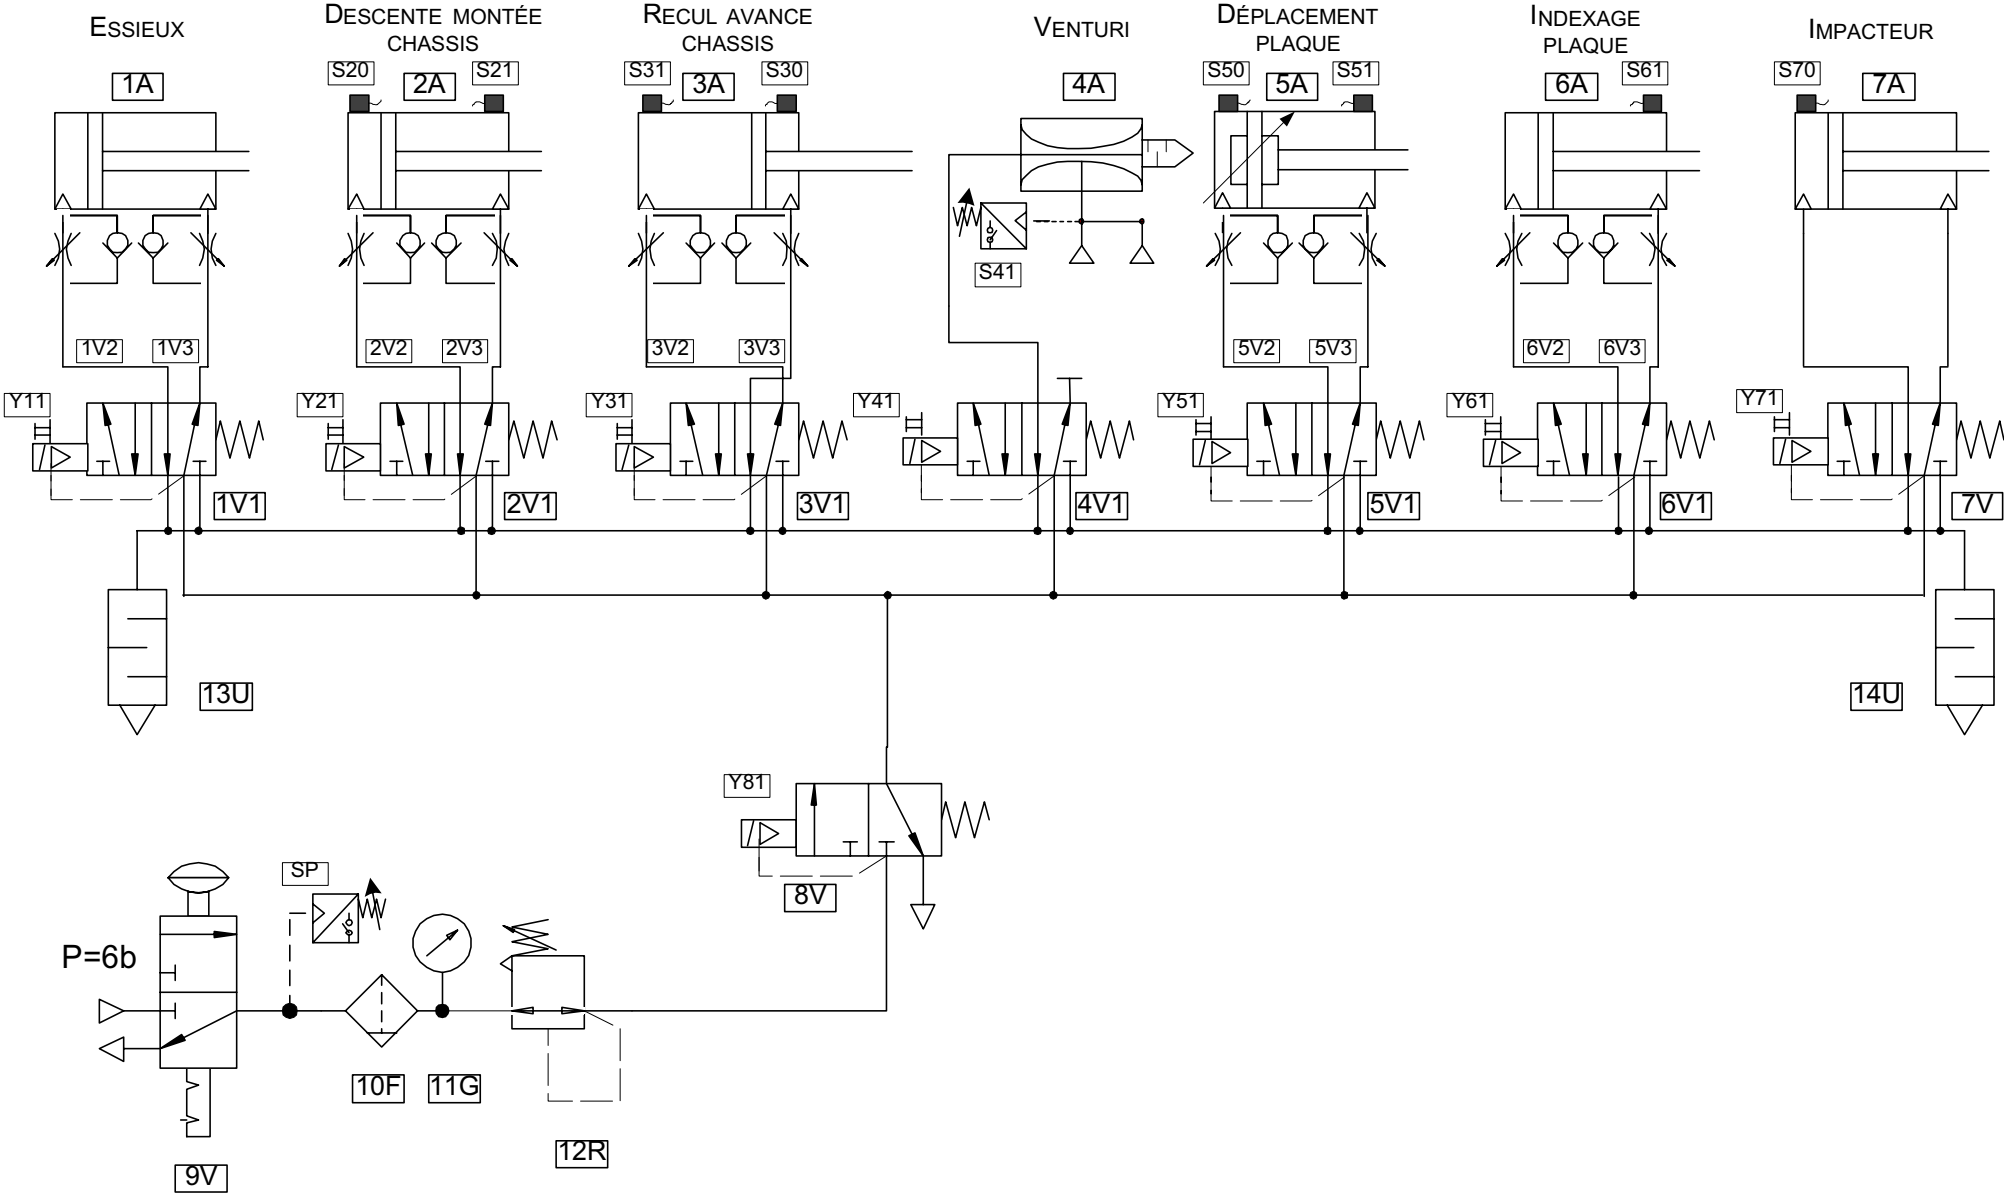 ESSIEUX
DESCENTE MONTÉE
CHASSIS
RECUL AVANCE
CHASSIS
VENTURI
DÉPLACEMENT
PLAQUE
INDEXAGE
PLAQUE
IMPACTEUR
1A
S20
2A
S21
S31
3A
S30
4A
S50
5A
S51
6A
S61
S70
7A
S41
1V2
1V3
2V2
2V3
3V2
3V3
5V2
5V3
6V2
6V3
Y11
Y21
Y31
Y41
Y51
Y61
Y71
1V1
2V1
3V1
4V1
5V1
6V1
7V
13U
14U
Y81
8V
SP
P=6b
10F
11G
12R
9V